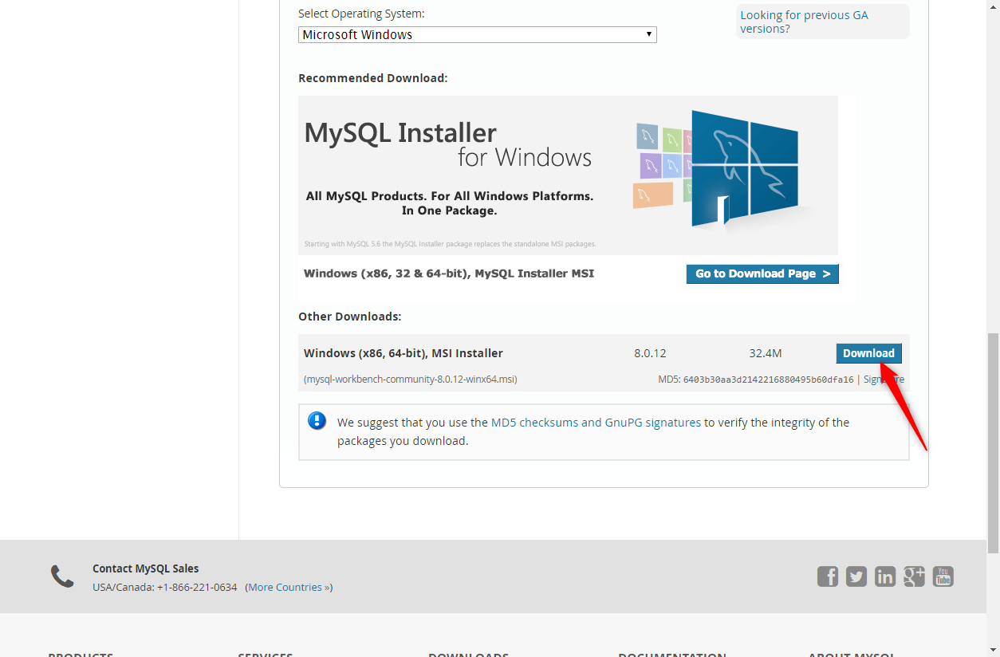 Select Operating System:
Looking for previous GA
versions?
Microsoft Windows
Recommended Download:
MySQL Installer
for Windows
All MySQL Products. For All Windows Platforms.
In One Package.
Starting with MySQL 5.6 the MySQL Installer package replaces the standalone MSI packages.
Windows (x86, 32 & 64-bit), MySQL Installer MSI
Go to Download Page >
Other Downloads:
Windows (x86, 64-bit), MSI Installer 8.0.12 32.4M Download
(mysql-workbench-community-8.0.12-winx64.msi) MD5: 6403b30aa3d2142216880495b60dfa16 |
We suggest that you use the MD5 checksums and GnuPG signatures to verify the integrity of the
packages you download.
Contact MySQL Sales
USA/Canada: +1-866-221-0634 (More Countries »)
f in g+ You Tube
PRODUCTS SERVICES DOWNLOADS DOCUMENTATION ABOUT MYSQL